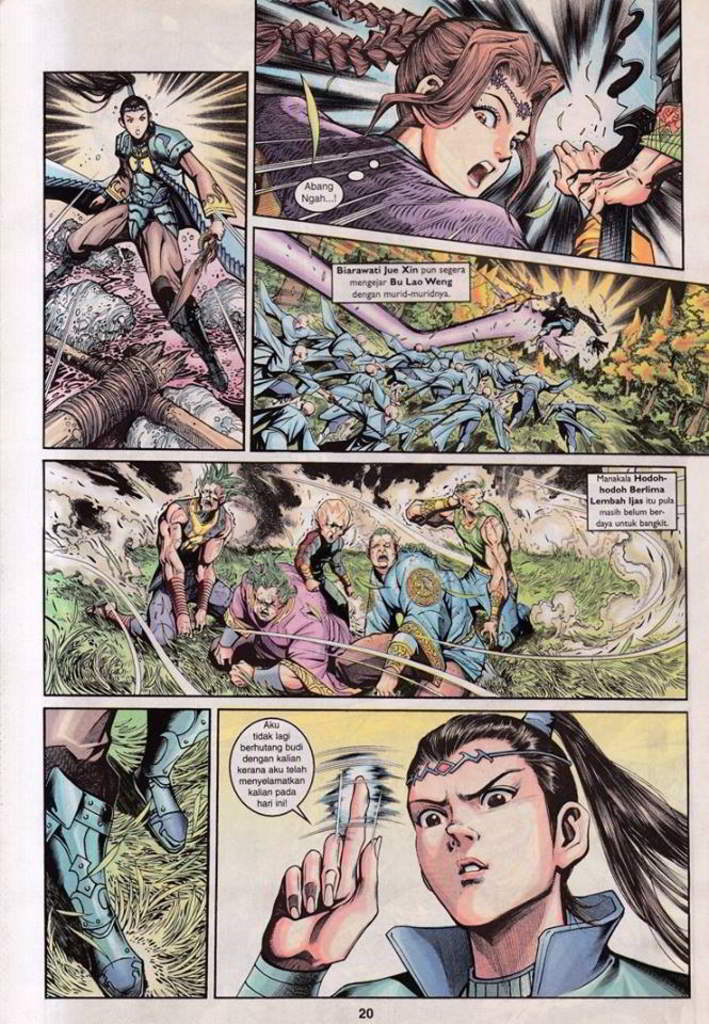 Abang
Ngah...!
Biarawati Jue Xin pun segera
mengejar Bu Lao Weng
dengan murid-muridnya.
Manakala Hodoh-
hodoh Berlima
Lembah Ijas itu pula
masih belum ber-
daya untuk bangkit.
Aku
tidak lagi
berhutang budi
dengan kalian
kerana aku telah
menyelamatkan
kalian pada
hari ini!
20